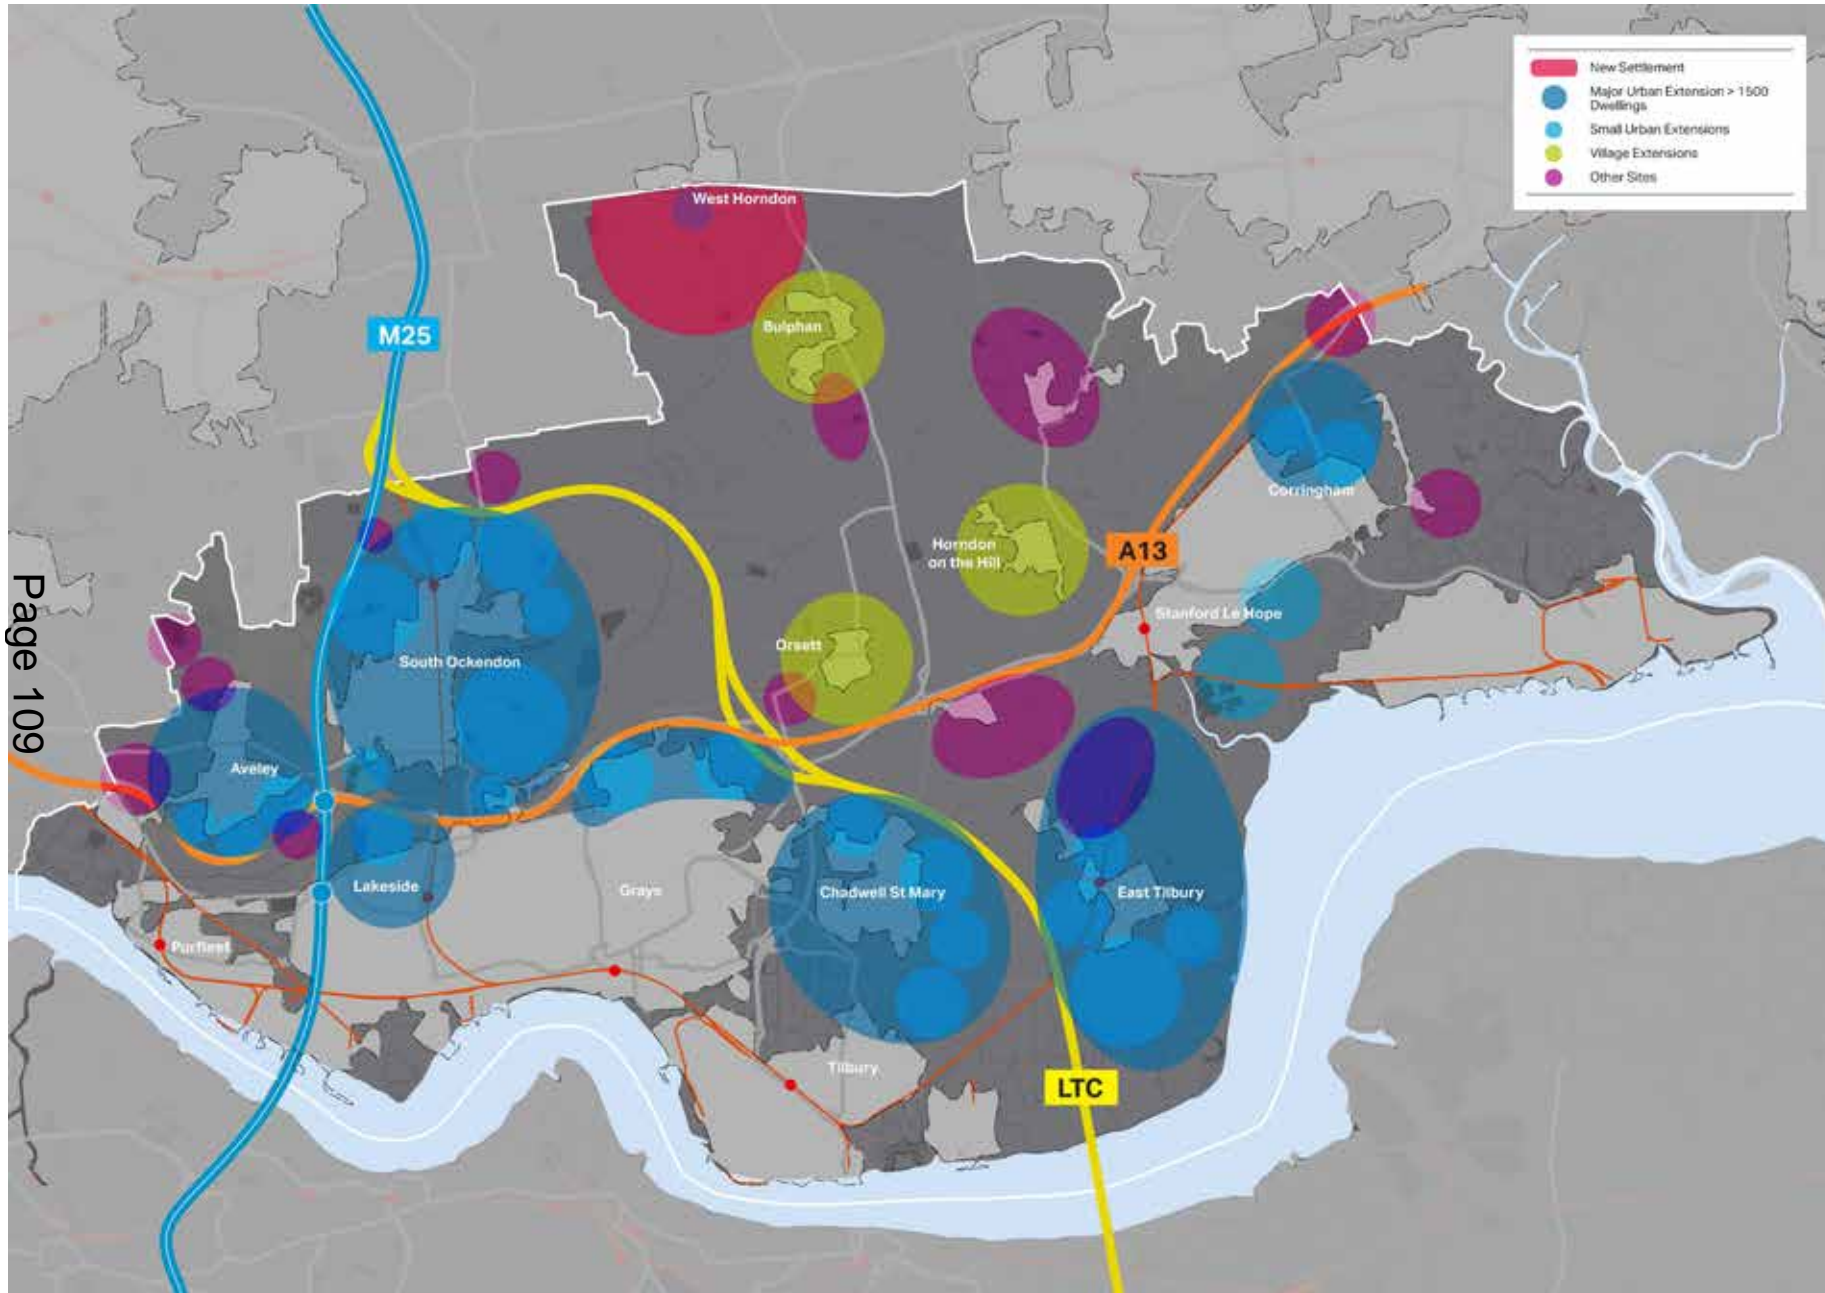 New Settlement
Major Urban Extension > 1500
Dwellings
Small Urban Extensions
Village Extensions
Other Sites
West Horndon
M25
Bulphan
Corringham
Horndon
on the Hill
A13
Stanford Le Hope
Orsett
South Ockendon
Aveley
Lakeside
Grays
Chadwell St Mary
East Tilbury
Purfleet
Tilbury
LTC
Page 109